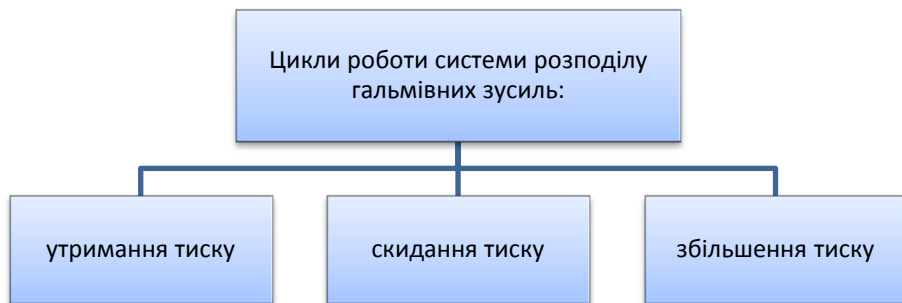 Цикли роботи системи розподілу
гальмівних зусиль:
утримання тиску
скидання тиску
збільшення тиску